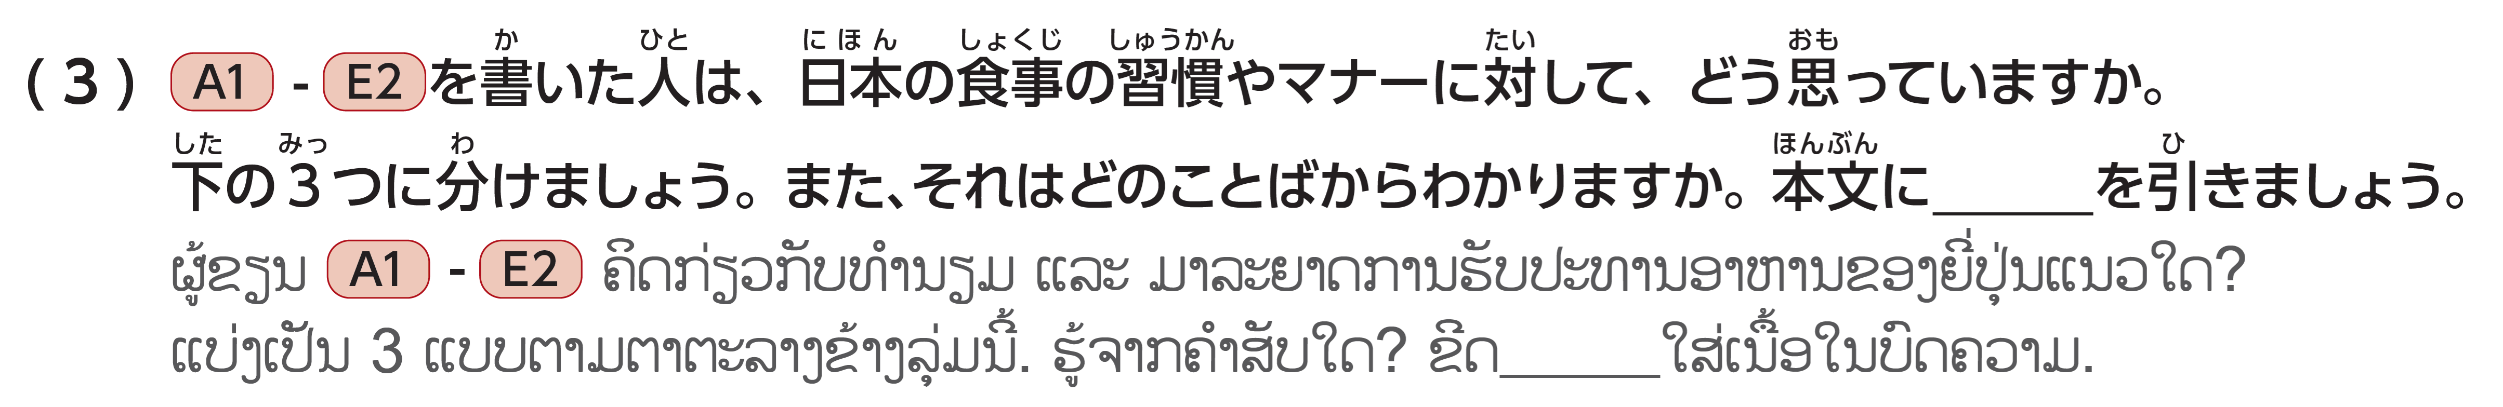 (3) A1 - E2 を書いた人は、日本の食事の習慣やマナーに対して、どう思っていますか。
下の3つに分けましょう。また、それはどのことばからわかりますか。本文に＿＿＿＿を引きましょう。
ຜູ້ຂຽນ A1 - E2 ຄິດກ່ຽວກັບທຳນຽມ ແລະ ມາລະຍາດການຮັບປະທານອາຫານຂອງຍີ່ປຸ່ນແນວໃດ?
ແບ່ງເປັນ 3 ແບບຕາມຕາຕະລາງຂ້າງລຸ່ມນີ້. ຮູ້ຈາກຄຳສັບໃດ? ຂີດ________ໃສ່ເນື້ອໃນບົດຄວາມ.